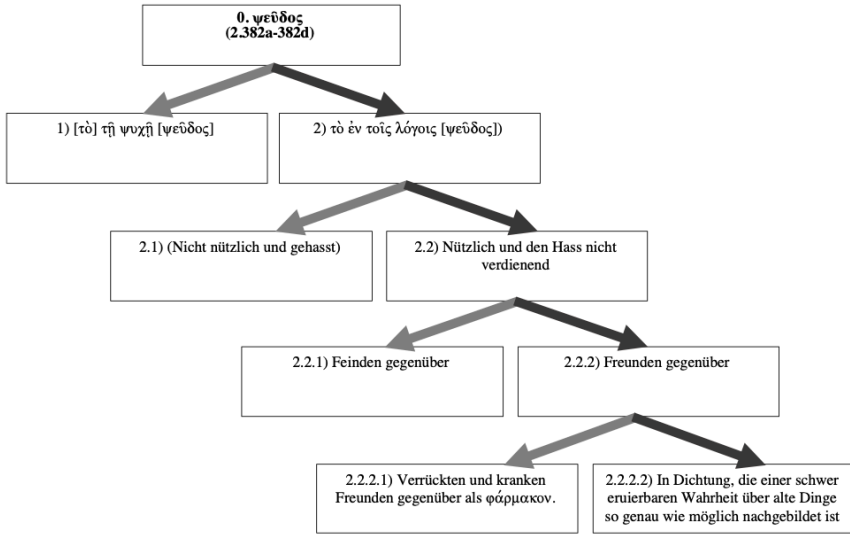 0. ψεῦδος
(2.382a-382d)
1) [τὸ] τῇ ψυχῇ [ψεῦδος]
2) τὸ ἐν τοῖς λόγοις [ψεῦδος])
2.1) (Nicht nützlich und gehasst)
2.2) Nützlich und den Hass nicht
verdienend
2.2.1) Feinden gegenüber
2.2.2) Freunden gegenüber
2.2.2.1) Verrückten und kranken
Freunden gegenüber als φάρμακον.
2.2.2.2) In Dichtung, die einer schwer
eruierbaren Wahrheit über alte Dinge
so genau wie möglich nachgebildet ist